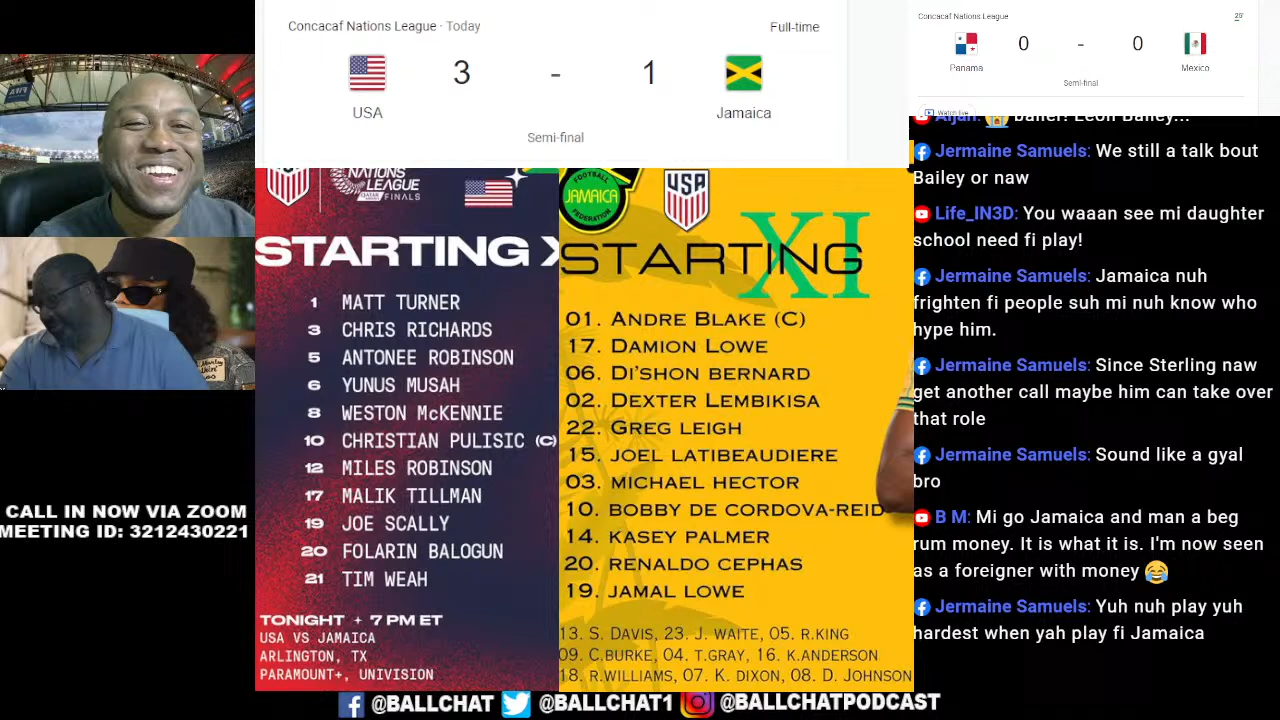 Concacaf Nations League · Today
Full-time
USA
3 - 1
Jamaica
Semi-final
Concacaf Nations League
29'
Panama
0 - 0
Mexico
Semi-final
Watch live
NATIONS
LEAGUE
FINALS
STARTING X
1 MATT TURNER
3 CHRIS RICHARDS
5 ANTONEE ROBINSON
6 YUNUS MUSAH
8 WESTON McKENNIE
10 CHRISTIAN PULISIC (C)
12 MILES ROBINSON
17 MALIK TILLMAN
19 JOE SCALLY
20 FOLARIN BALOGUN
21 TIM WEAH
TONIGHT + 7 PM ET
USA VS JAMAICA
ARLINGTON, TX
PARAMOUNT+, UNIVISION
FOOTBALL
JAMAICA
FEDERATION
USA
STARTING XI
01. ANDRE BLAKE (C)
17. DAMION LOWE
06. DI'SHON BERNARD
02. DEXTER LEMBIKISA
22. GREG LEIGH
15. JOEL LATIBEAUDIERE
03. MICHAEL HECTOR
10. BOBBY DE CORDOVA-REID
14. KASEY PALMER
20. RENALDO CEPHAS
19. JAMAL LOWE
13. S. DAVIS, 23. J. WAITE, 05. R.KING
09. C.BURKE, 04. T.GRAY, 16. K.ANDERSON
18. R.WILLIAMS, 07. K. DIXON, 08. D. JOHNSON
baller! Leon Bailey...
Jermaine Samuels: We still a talk bout
Bailey or naw
Life_IN3D: You waaan see mi daughter
school need fi play!
Jermaine Samuels: Jamaica nuh
frighten fi people suh mi nuh know who
hype him.
Jermaine Samuels: Since Sterling naw
get another call maybe him can take over
that role
Jermaine Samuels: Sound like a gyal
bro
B M: Mi go Jamaica and man a beg
rum money. It is what it is. I'm now seen
as a foreigner with money 😂
Jermaine Samuels: Yuh nuh play yuh
hardest when yah play fi Jamaica
CALL IN NOW VIA ZOOM
MEETING ID: 3212430221
@BALLCHAT @BALLCHAT1 @BALLCHATPODCAST